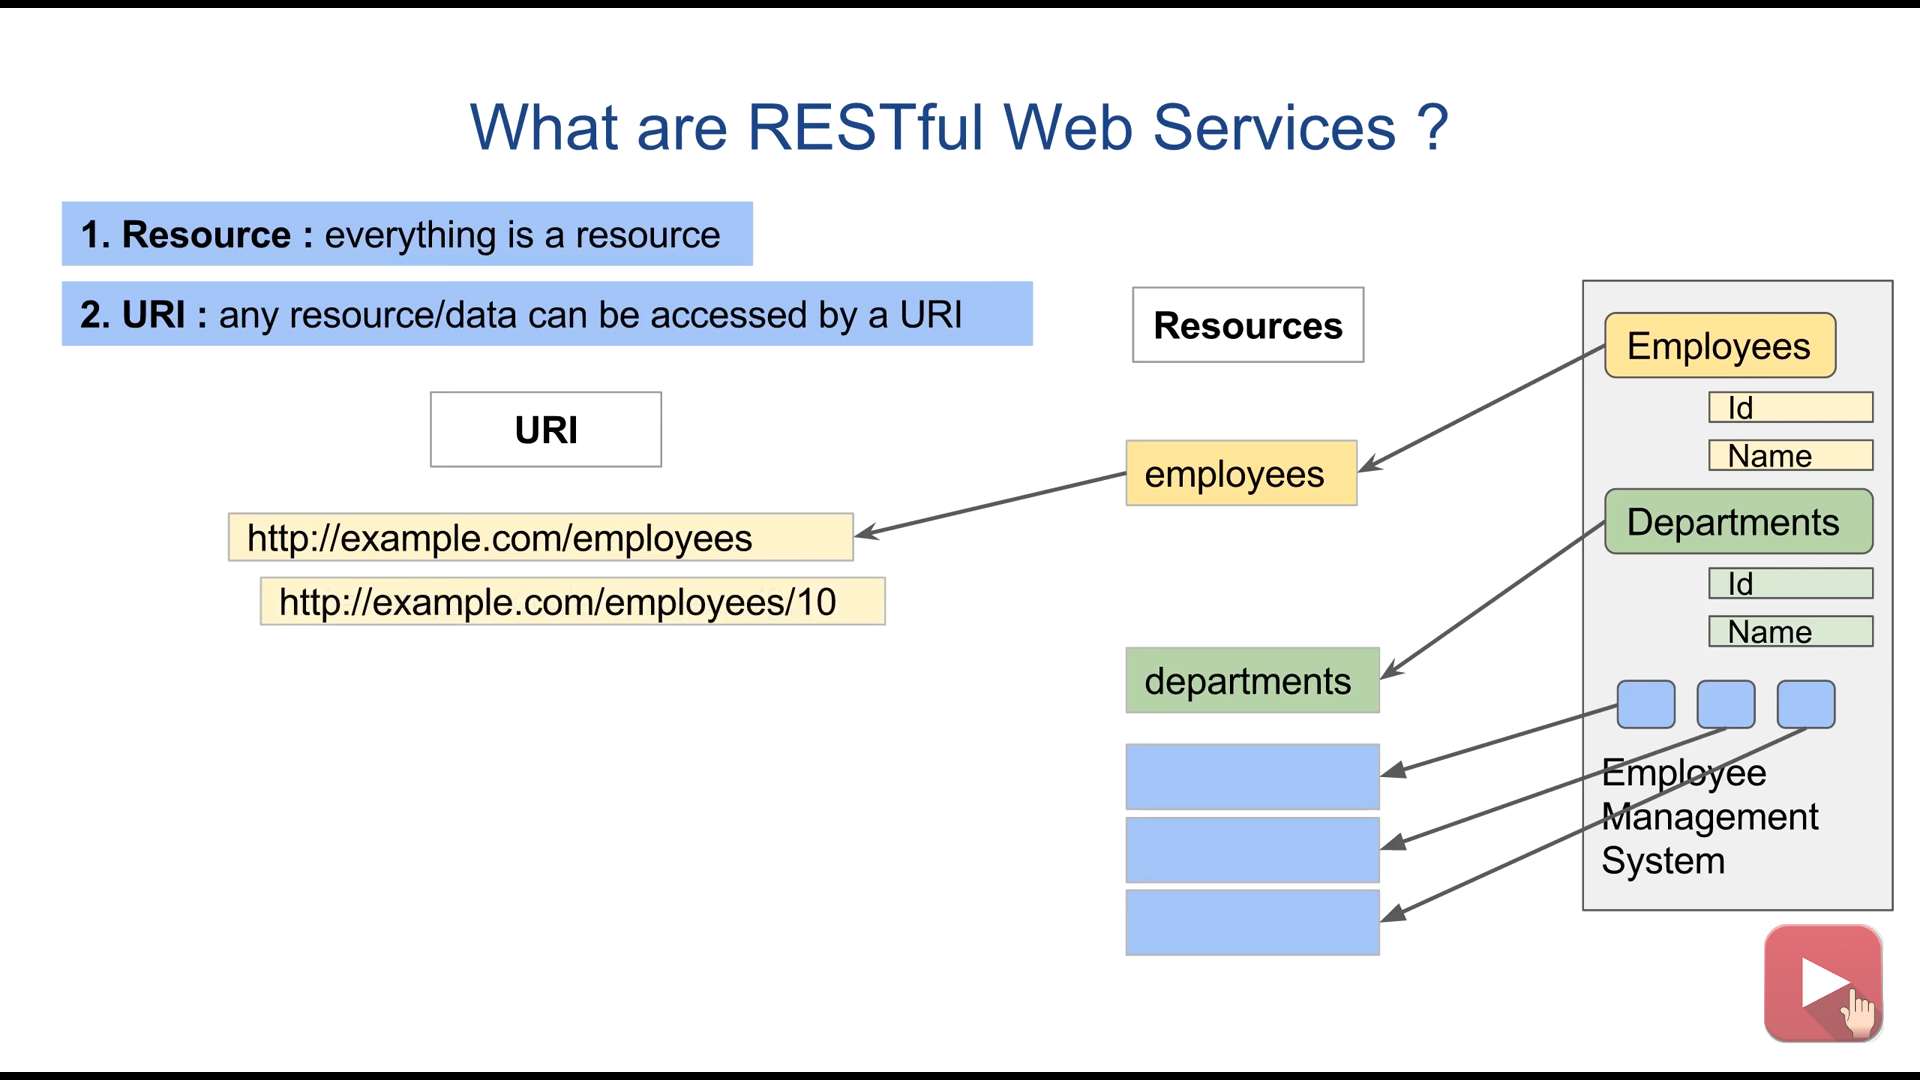 What are RESTful Web Services ?
1. Resource : everything is a resource
2. URI : any resource/data can be accessed by a URI
URI
http://example.com/employees
http://example.com/employees/10
Resources
employees
departments
Employees
Id
Name
Departments
Id
Name
Employee
Management
System